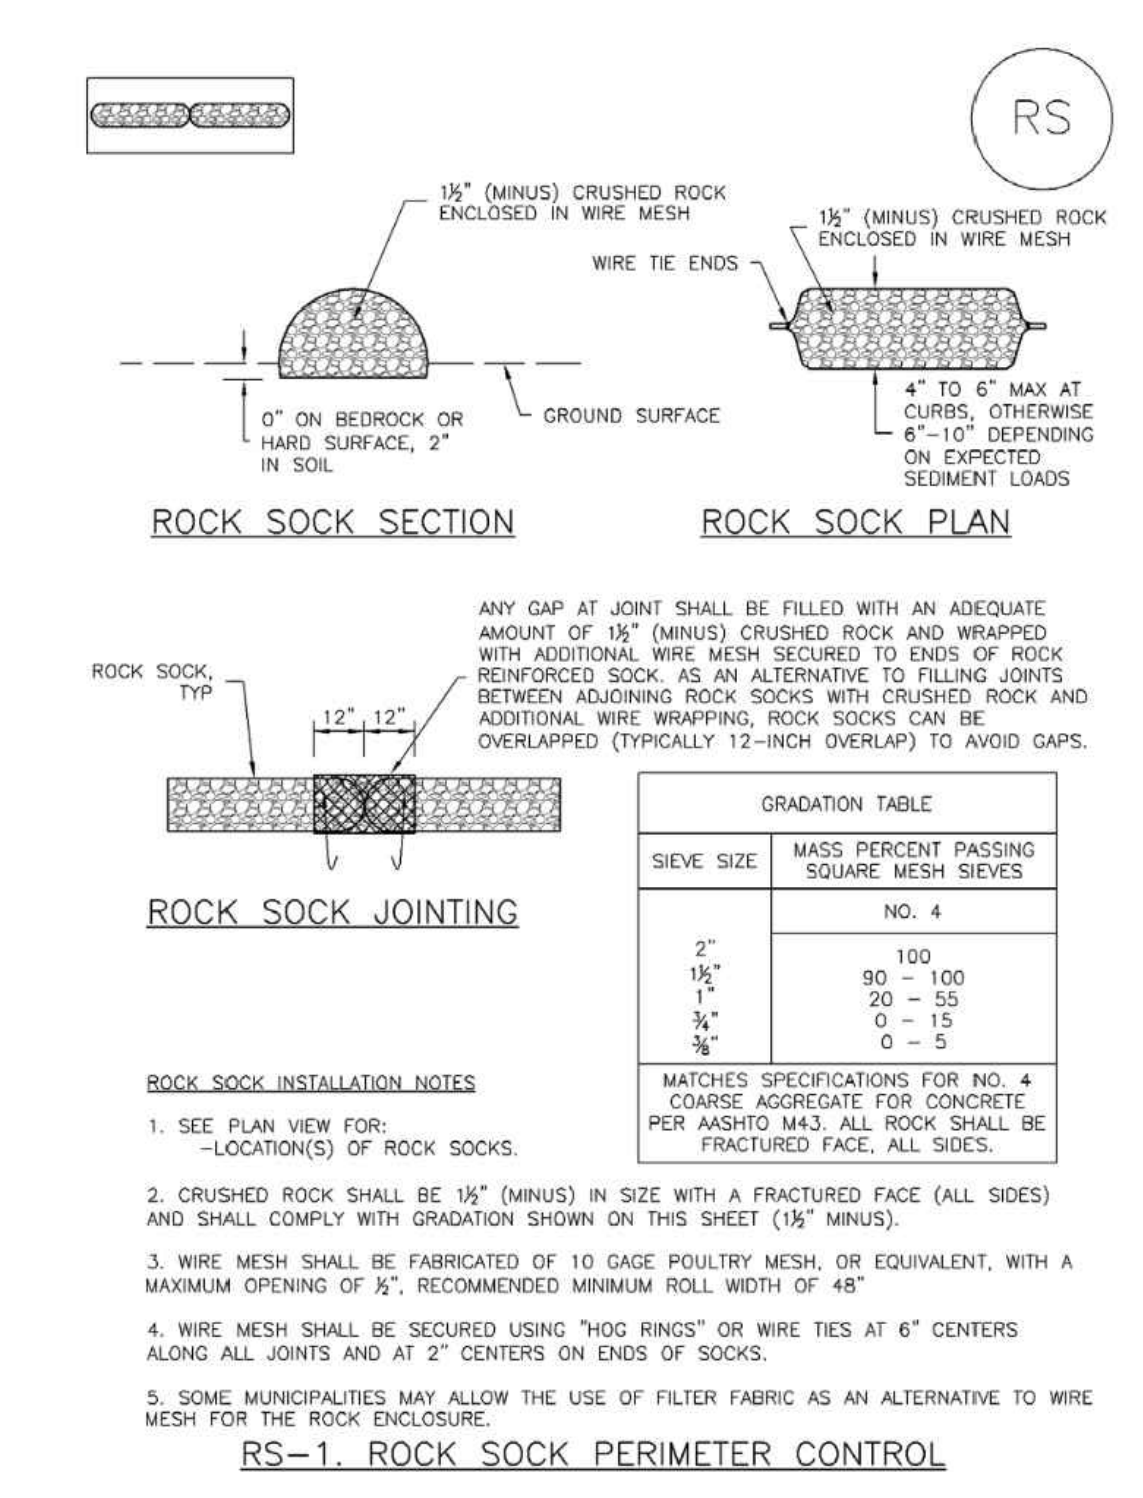 RS
1½" (MINUS) CRUSHED ROCK
ENCLOSED IN WIRE MESH
0" ON BEDROCK OR
HARD SURFACE, 2"
IN SOIL
GROUND SURFACE
ROCK SOCK SECTION
1½" (MINUS) CRUSHED ROCK
ENCLOSED IN WIRE MESH
WIRE TIE ENDS
4" TO 6" MAX AT
CURBS, OTHERWISE
6"-10" DEPENDING
ON EXPECTED
SEDIMENT LOADS
ROCK SOCK PLAN
ANY GAP AT JOINT SHALL BE FILLED WITH AN ADEQUATE
AMOUNT OF 1½" (MINUS) CRUSHED ROCK AND WRAPPED
WITH ADDITIONAL WIRE MESH SECURED TO ENDS OF ROCK
REINFORCED SOCK. AS AN ALTERNATIVE TO FILLING JOINTS
BETWEEN ADJOINING ROCK SOCKS WITH CRUSHED ROCK AND
ADDITIONAL WIRE WRAPPING, ROCK SOCKS CAN BE
OVERLAPPED (TYPICALLY 12-INCH OVERLAP) TO AVOID GAPS.
ROCK SOCK,
TYP
12" 12"
ROCK SOCK JOINTING
GRADATION TABLE
SIEVE SIZE
MASS PERCENT PASSING
SQUARE MESH SIEVES
NO. 4
2" 100
1½" 90 - 100
1" 20 - 55
¾" 0 - 15
⅜" 0 - 5
MATCHES SPECIFICATIONS FOR NO. 4
COARSE AGGREGATE FOR CONCRETE
PER AASHTO M43. ALL ROCK SHALL BE
FRACTURED FACE, ALL SIDES.
ROCK SOCK INSTALLATION NOTES
1. SEE PLAN VIEW FOR:
-LOCATION(S) OF ROCK SOCKS.
2. CRUSHED ROCK SHALL BE 1½" (MINUS) IN SIZE WITH A FRACTURED FACE (ALL SIDES)
AND SHALL COMPLY WITH GRADATION SHOWN ON THIS SHEET (1½" MINUS).
3. WIRE MESH SHALL BE FABRICATED OF 10 GAGE POULTRY MESH, OR EQUIVALENT, WITH A
MAXIMUM OPENING OF ½", RECOMMENDED MINIMUM ROLL WIDTH OF 48"
4. WIRE MESH SHALL BE SECURED USING "HOG RINGS" OR WIRE TIES AT 6" CENTERS
ALONG ALL JOINTS AND AT 2" CENTERS ON ENDS OF SOCKS.
5. SOME MUNICIPALITIES MAY ALLOW THE USE OF FILTER FABRIC AS AN ALTERNATIVE TO WIRE
MESH FOR THE ROCK ENCLOSURE.
RS-1. ROCK SOCK PERIMETER CONTROL